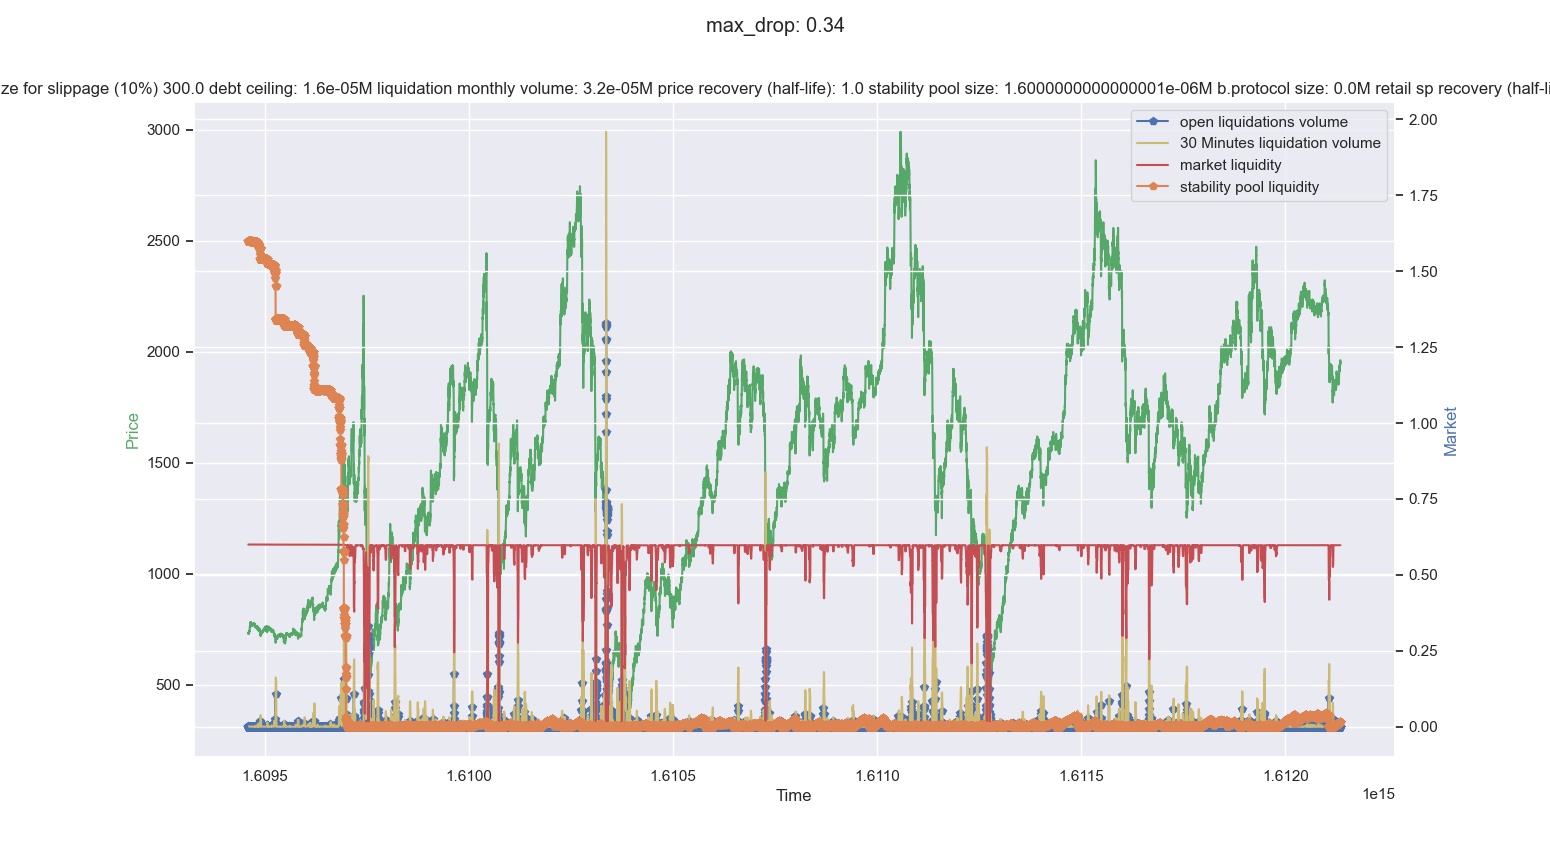 max_drop: 0.34
ze for slippage (10%) 300.0 debt ceiling: 1.6e-05M liquidation monthly volume: 3.2e-05M price recovery (half-life): 1.0 stability pool size: 1.6000000000000001e-06M b.protocol size: 0.0M retail sp recovery (half-li
open liquidations volume
30 Minutes liquidation volume
market liquidity
stability pool liquidity
3000
2500
2000
1500
1000
500
Price
2.00
1.75
1.50
1.25
1.00
0.75
0.50
0.25
0.00
Market
1.6095 1.6100 1.6105 1.6110 1.6115 1.6120
1e15
Time